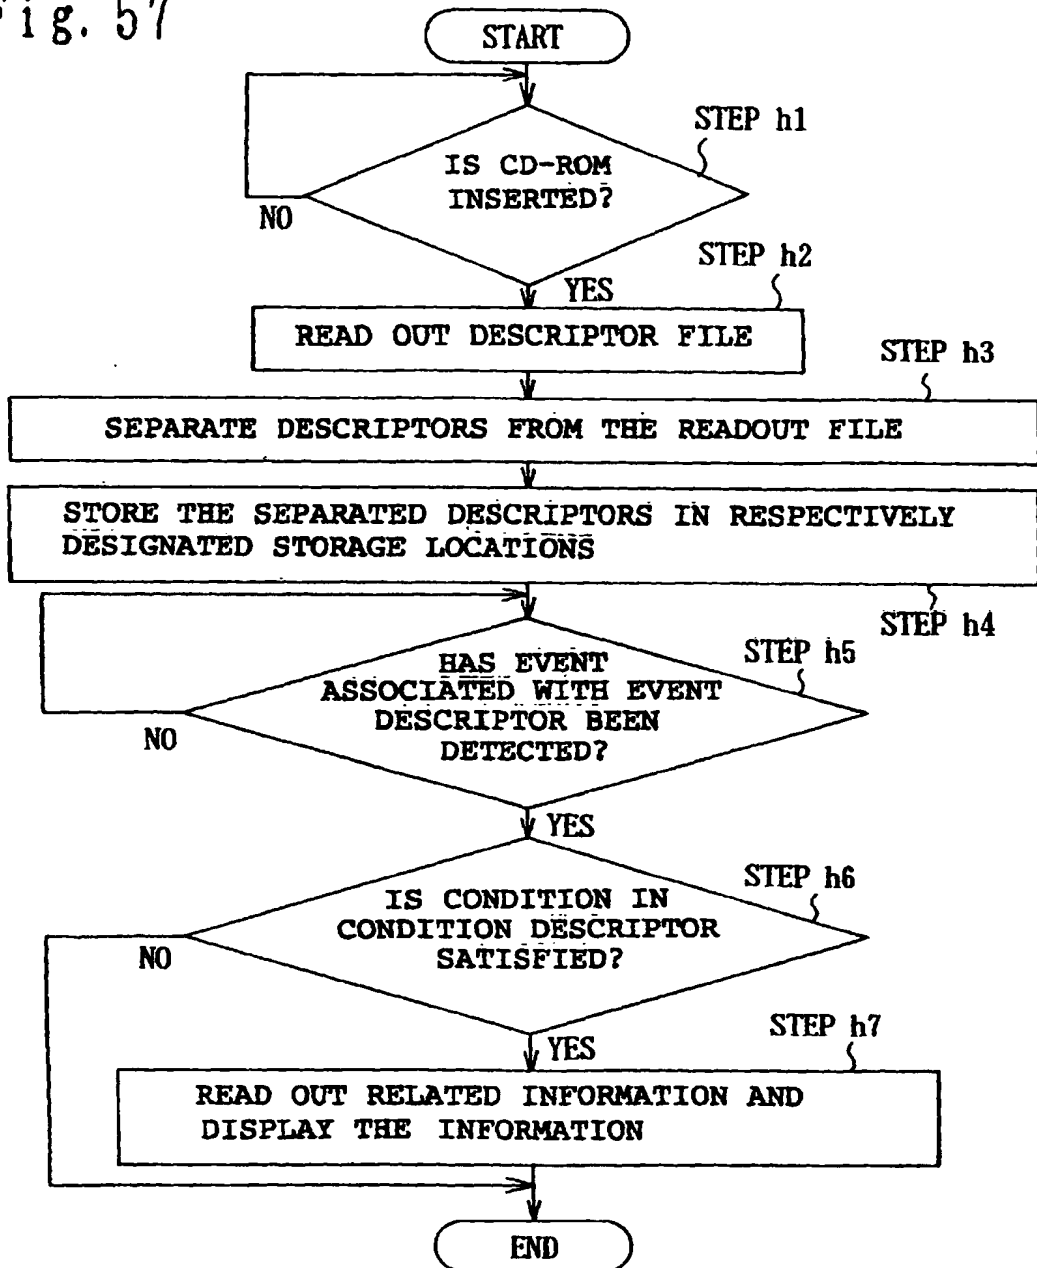 Fig. 57
START
STEP h1
IS CD-ROM
INSERTED?
NO
STEP h2
YES
READ OUT DESCRIPTOR FILE
STEP h3
SEPARATE DESCRIPTORS FROM THE READOUT FILE
STORE THE SEPARATED DESCRIPTORS IN RESPECTIVELY
DESIGNATED STORAGE LOCATIONS
STEP h4
HAS EVENT
STEP h5
ASSOCIATED WITH EVENT
DESCRIPTOR BEEN
NO
DETECTED?
YES
STEP h6
IS CONDITION IN
CONDITION DESCRIPTOR
NO
SATISFIED?
STEP h7
YES
READ OUT RELATED INFORMATION AND
DISPLAY THE INFORMATION
END